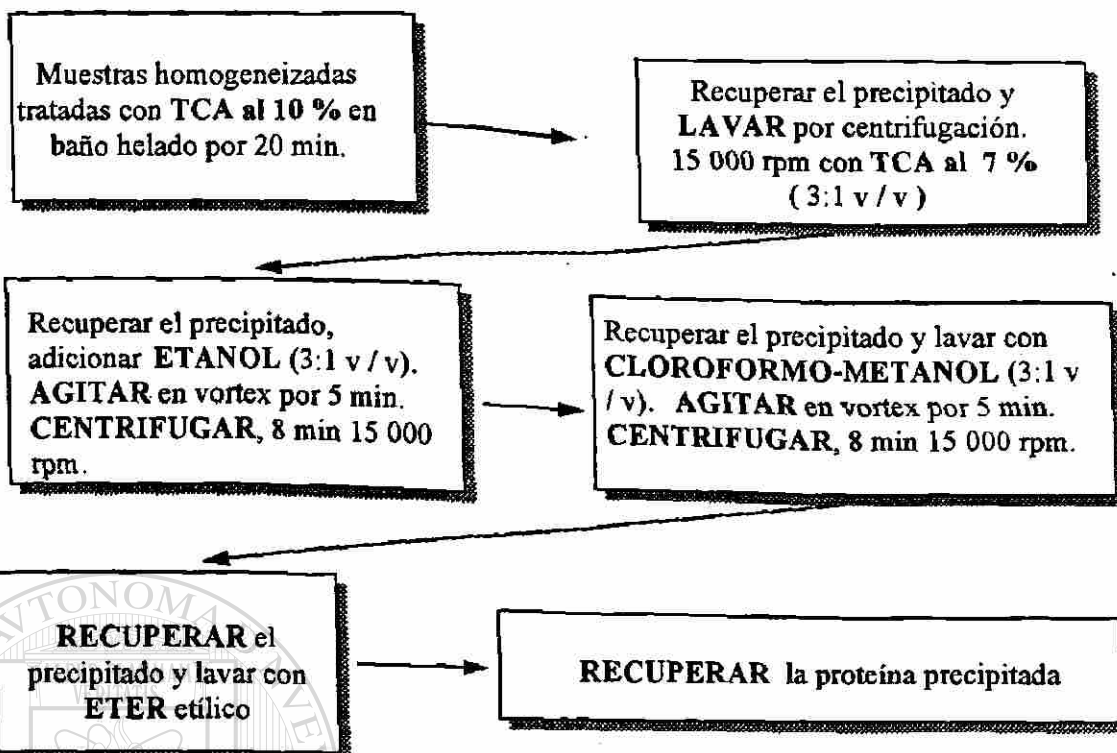 Muestras homogeneizadas
tratadas con TCA al 10 % en
baño helado por 20 min.
Recuperar el precipitado y
LAVAR por centrifugación.
15 000 rpm con TCA al 7 %
( 3:1 v / v )
Recuperar el precipitado,
adicionar ETANOL (3:1 v / v).
AGITAR en vortex por 5 min.
CENTRIFUGAR, 8 min 15 000
rpm.
Recuperar el precipitado y lavar con
CLOROFORMO-METANOL (3:1 v
/ v). AGITAR en vortex por 5 min.
CENTRIFUGAR, 8 min 15 000 rpm.
RECUPERAR el
precipitado y lavar con
ETER etílico
RECUPERAR la proteína precipitada